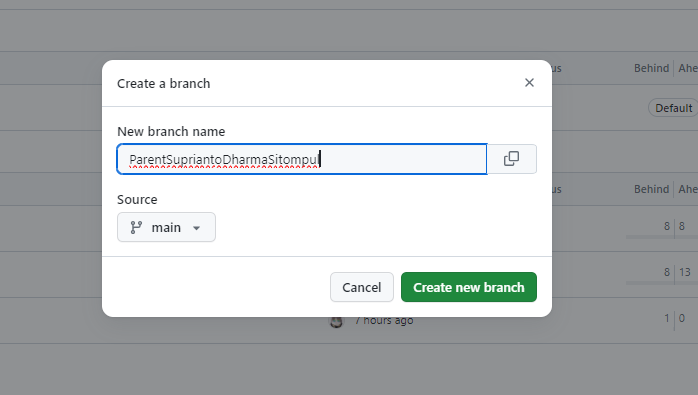 Create a branch
us
Behind
Ahe
New branch name
Default
ParentSupriantoDharmaSitompul
Behind
Ahe
Source
main
8
8
8
13
Cancel
Create new branch
7 hours ago
1
0